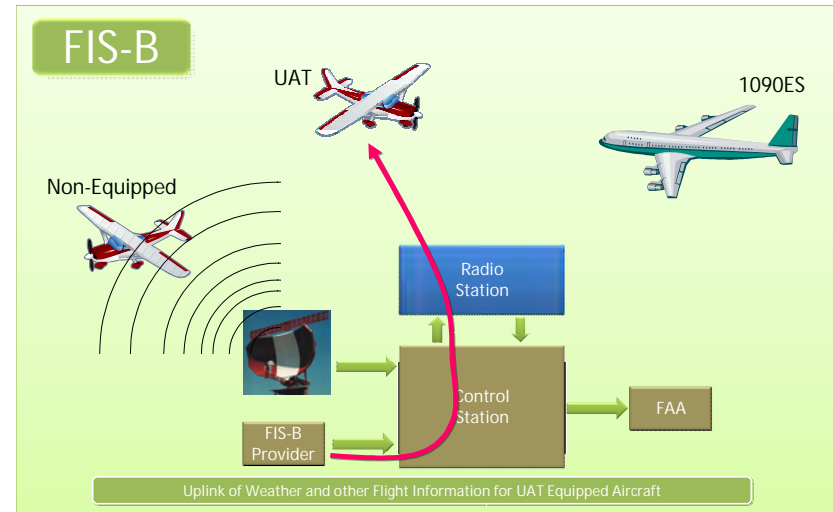 FIS-B
UAT
1090ES
Non-Equipped
Radio
Station
Control
Station
FAA
FIS-B
Provider
Uplink of Weather and other Flight Information for UAT Equipped Aircraft